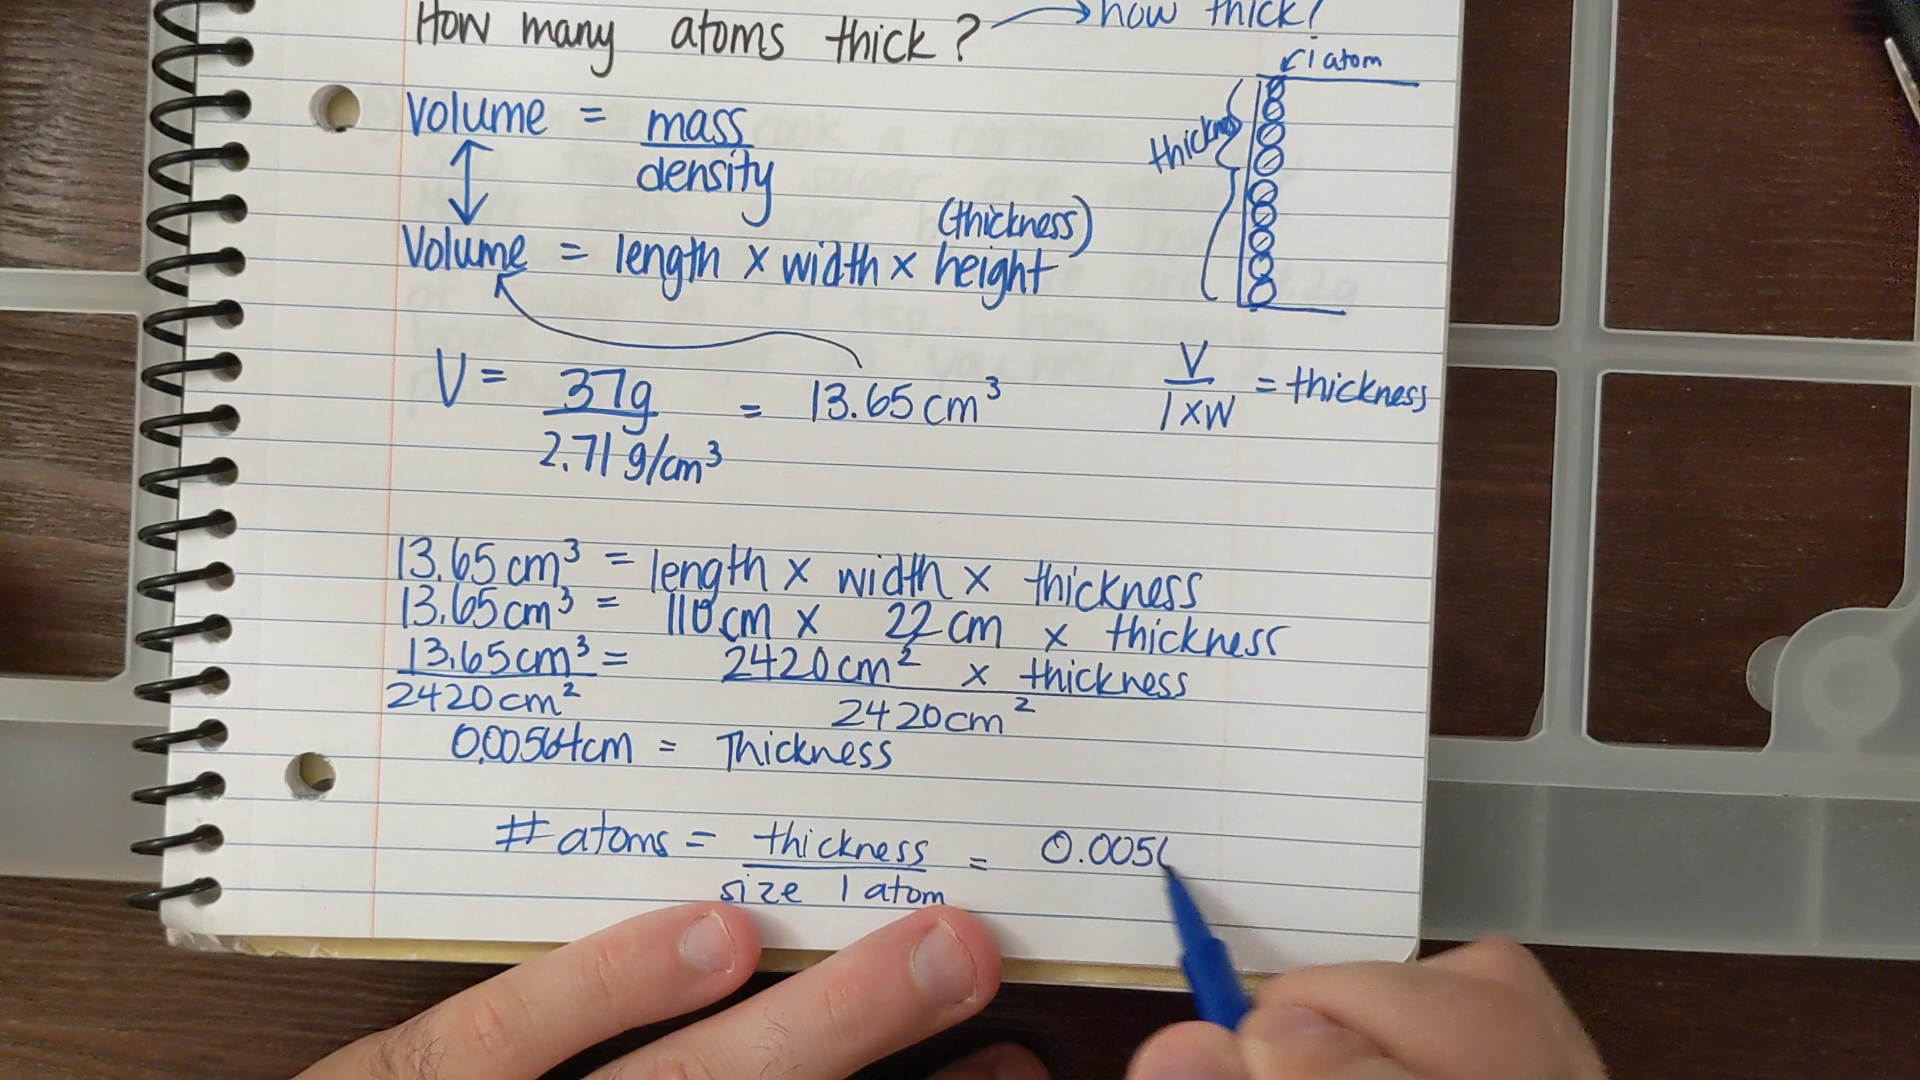 How many atoms thick? → how thick?
1 atom
volume = mass
density
thickness
(thickness)
Volume = length x width x height
V = 37g = 13.65 cm³
2.71 g/cm³
V = thickness
l x W
13.65 cm³ = length x width x thickness
13.65 cm³ = 110 cm x 22 cm x thickness
13.65 cm³ = 2420 cm² x thickness
2420 cm² 2420 cm²
0.00564 cm = Thickness
# atoms = thickness = 0.005
size 1 atom